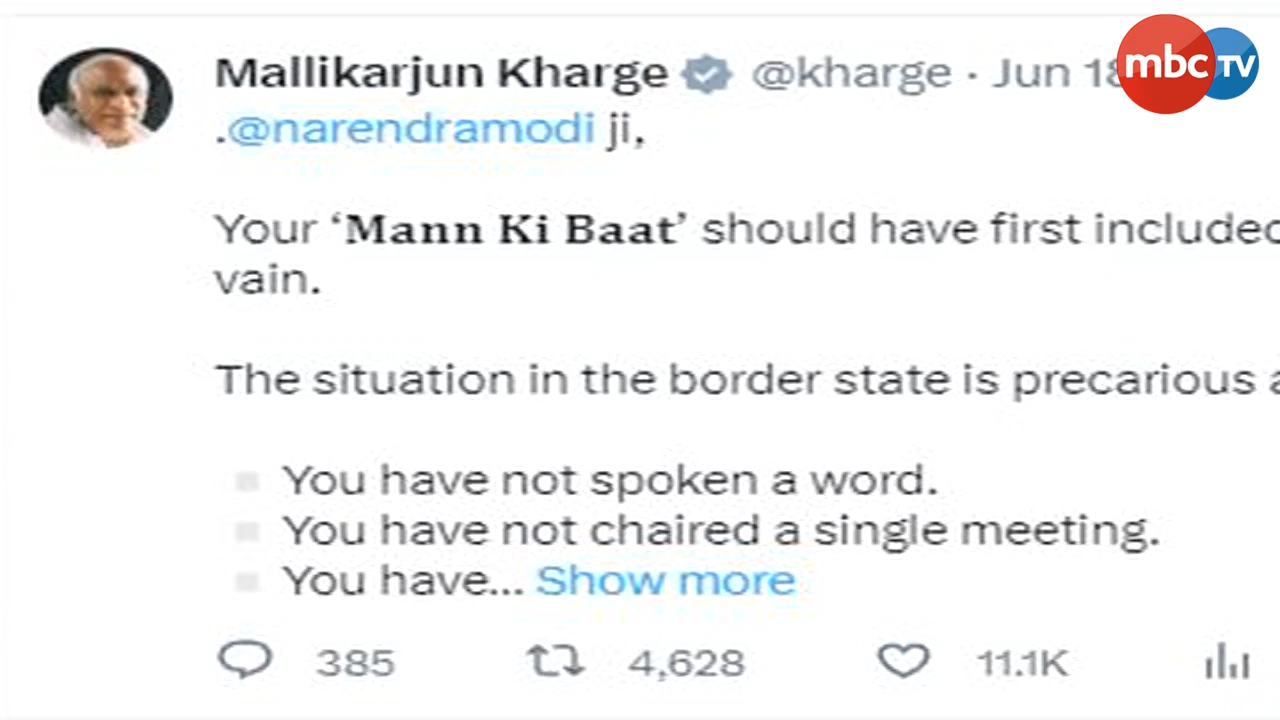 Mallikarjun Kharge @kharge · Jun 18
.@narendramodi ji,
Your ‘Mann Ki Baat’ should have first included
vain.
The situation in the border state is precarious
You have not spoken a word.
You have not chaired a single meeting.
You have... Show more
385 4,628 11.1K
mbc TV